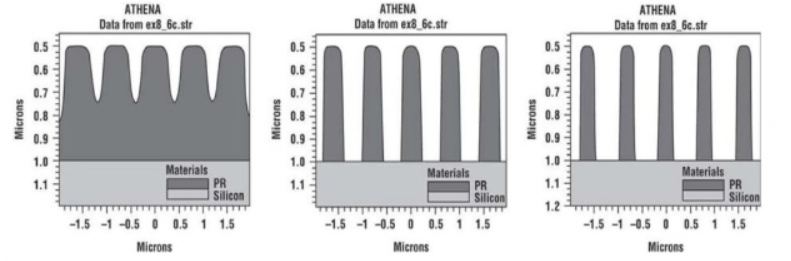 ATHENA
Data from ex8_6c.str
Microns
0.5
0.6
0.7
0.8
0.9
1.0
1.1
Materials
PR
Silicon
−1.5 −1 −0.5 0 0.5 1 1.5
Microns
ATHENA
Data from ex8_6c.str
Microns
0.5
0.6
0.7
0.8
0.9
1.0
1.1
Materials
PR
Silicon
−1.5 −1 −0.5 0 0.5 1 1.5
Microns
ATHENA
Data from ex8_6c.str
Microns
0.5
0.6
0.7
0.8
0.9
1.0
1.1
1.2
Materials
PR
Silicon
−1.5 −1 −0.5 0 0.5 1 1.5
Microns